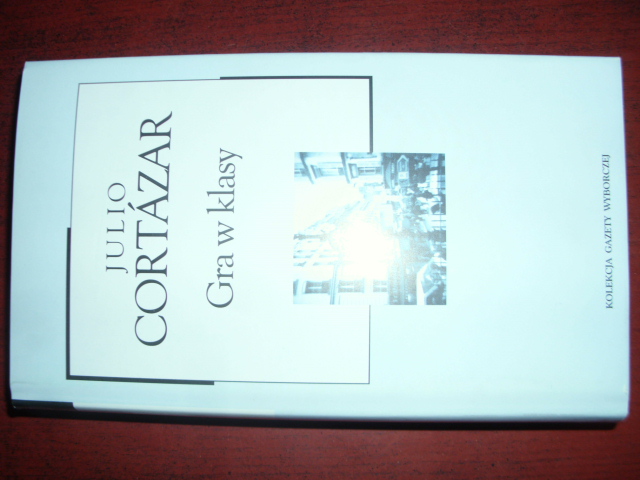 JULIO
CORTÁZAR
Gra w klasy
KOLEKCJA GAZETY WYBORCZEJ